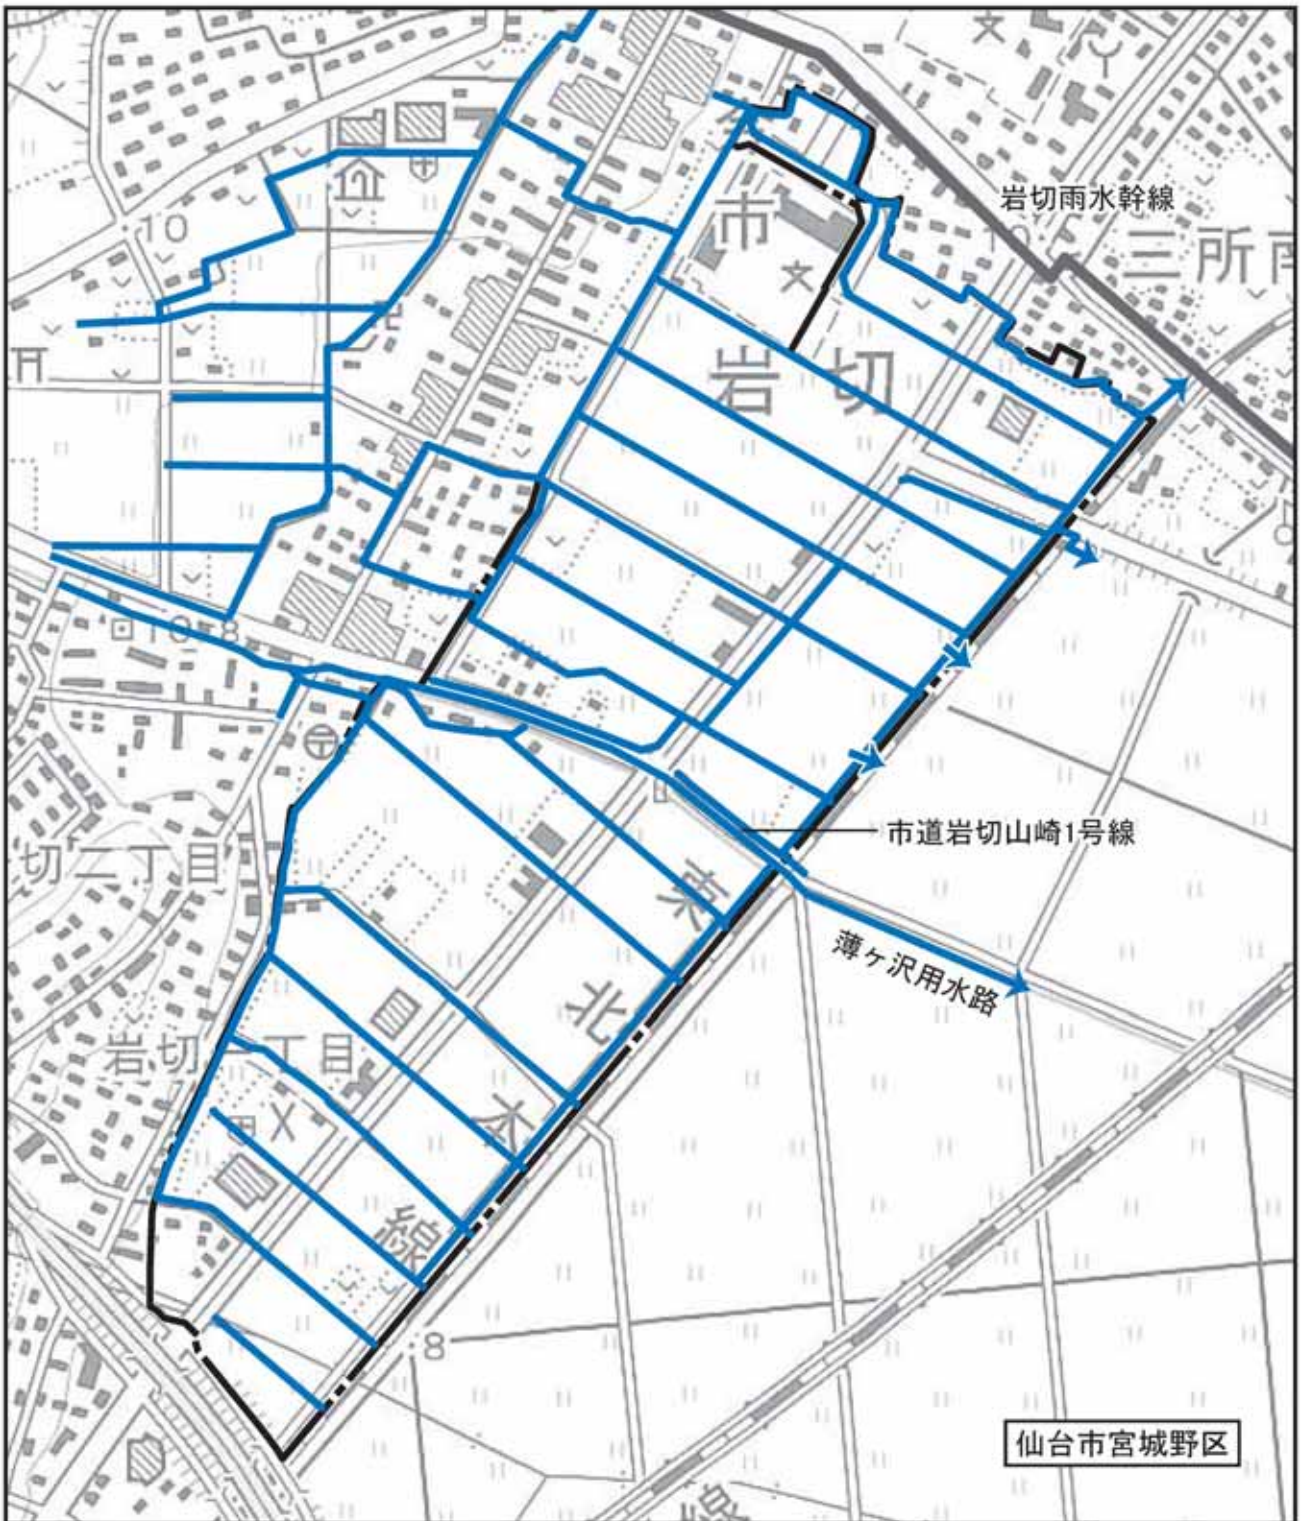 岩切雨水幹線
10
10
三所南
市
岩切
10.8
市道岩切山崎1号線
切二丁目
東
薄ヶ沢用水路
北
岩切一丁目
本
線
8
仙台市宮城野区
線